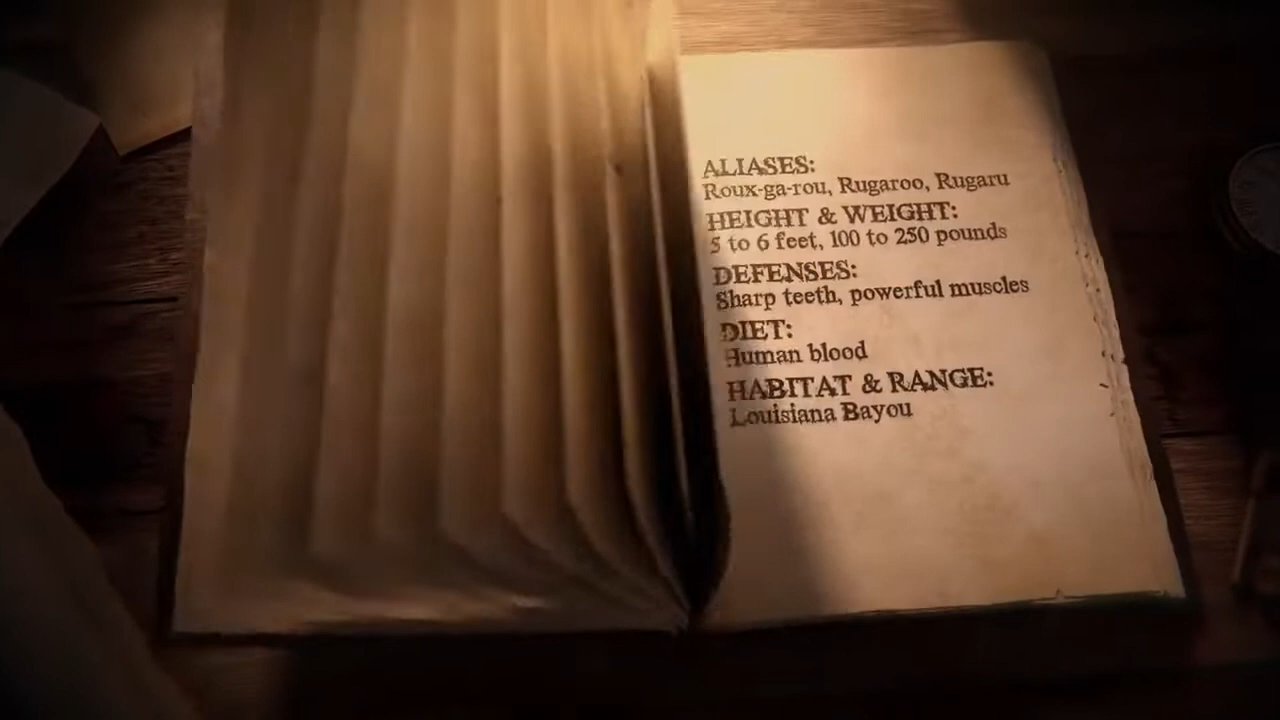 ALIASES:
Roux-ga-rou, Rugaroo, Rugaru
HEIGHT & WEIGHT:
5 to 6 feet, 100 to 250 pounds
DEFENSES:
Sharp teeth, powerful muscles
DIET:
Human blood
HABITAT & RANGE:
Louisiana Bayou